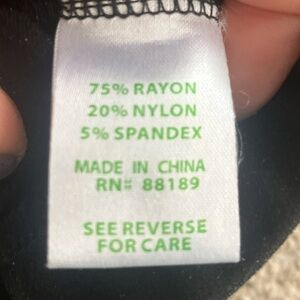 75% RAYON
20% NYLON
5% SPANDEX
MADE IN CHINA
RN# 88189
SEE REVERSE
FOR CARE